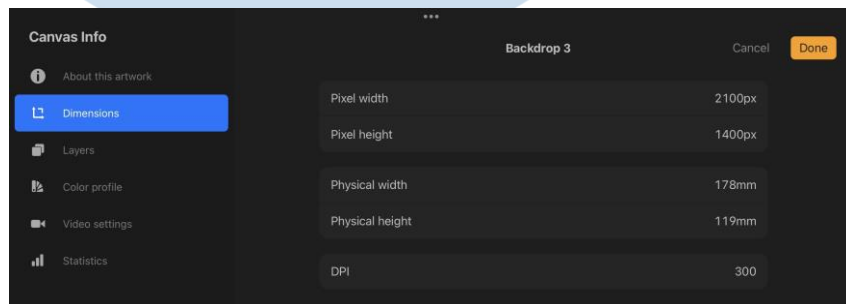 Canvas Info
About this artwork
Dimensions
Layers
Color profile
Video settings
Statistics
Backdrop 3
Cancel
Done
Pixel width 2100px
Pixel height 1400px
Physical width 178mm
Physical height 119mm
DPI 300